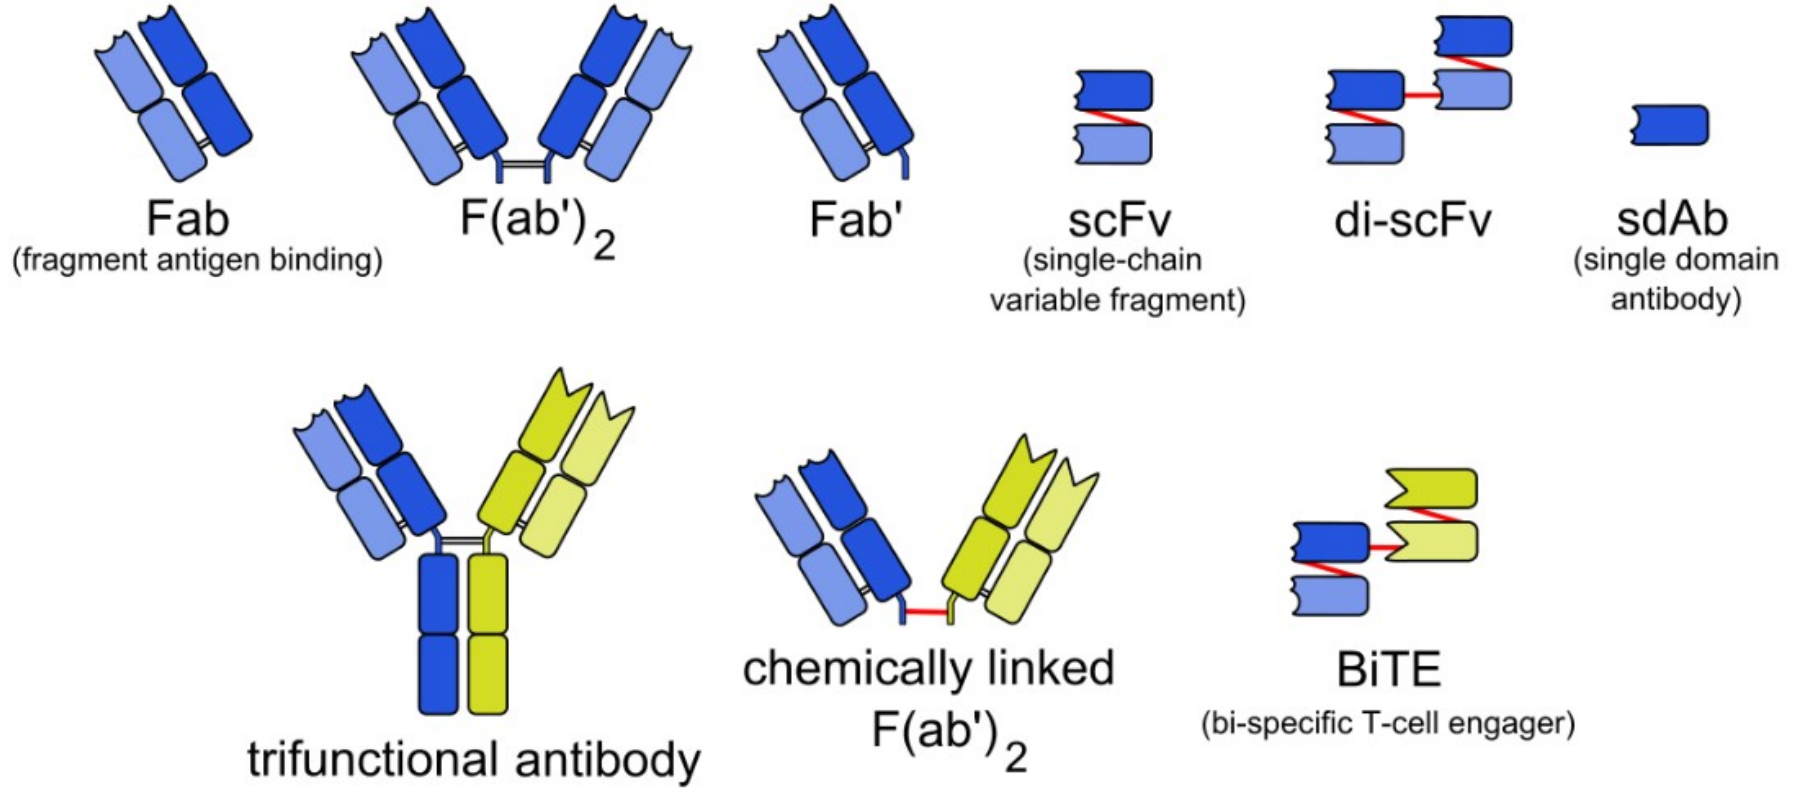 Fab
(fragment antigen binding)
F(ab')2
Fab'
scFv
(single-chain
variable fragment)
di-scFv
sdAb
(single domain
antibody)
trifunctional antibody
chemically linked
F(ab')2
BiTE
(bi-specific T-cell engager)